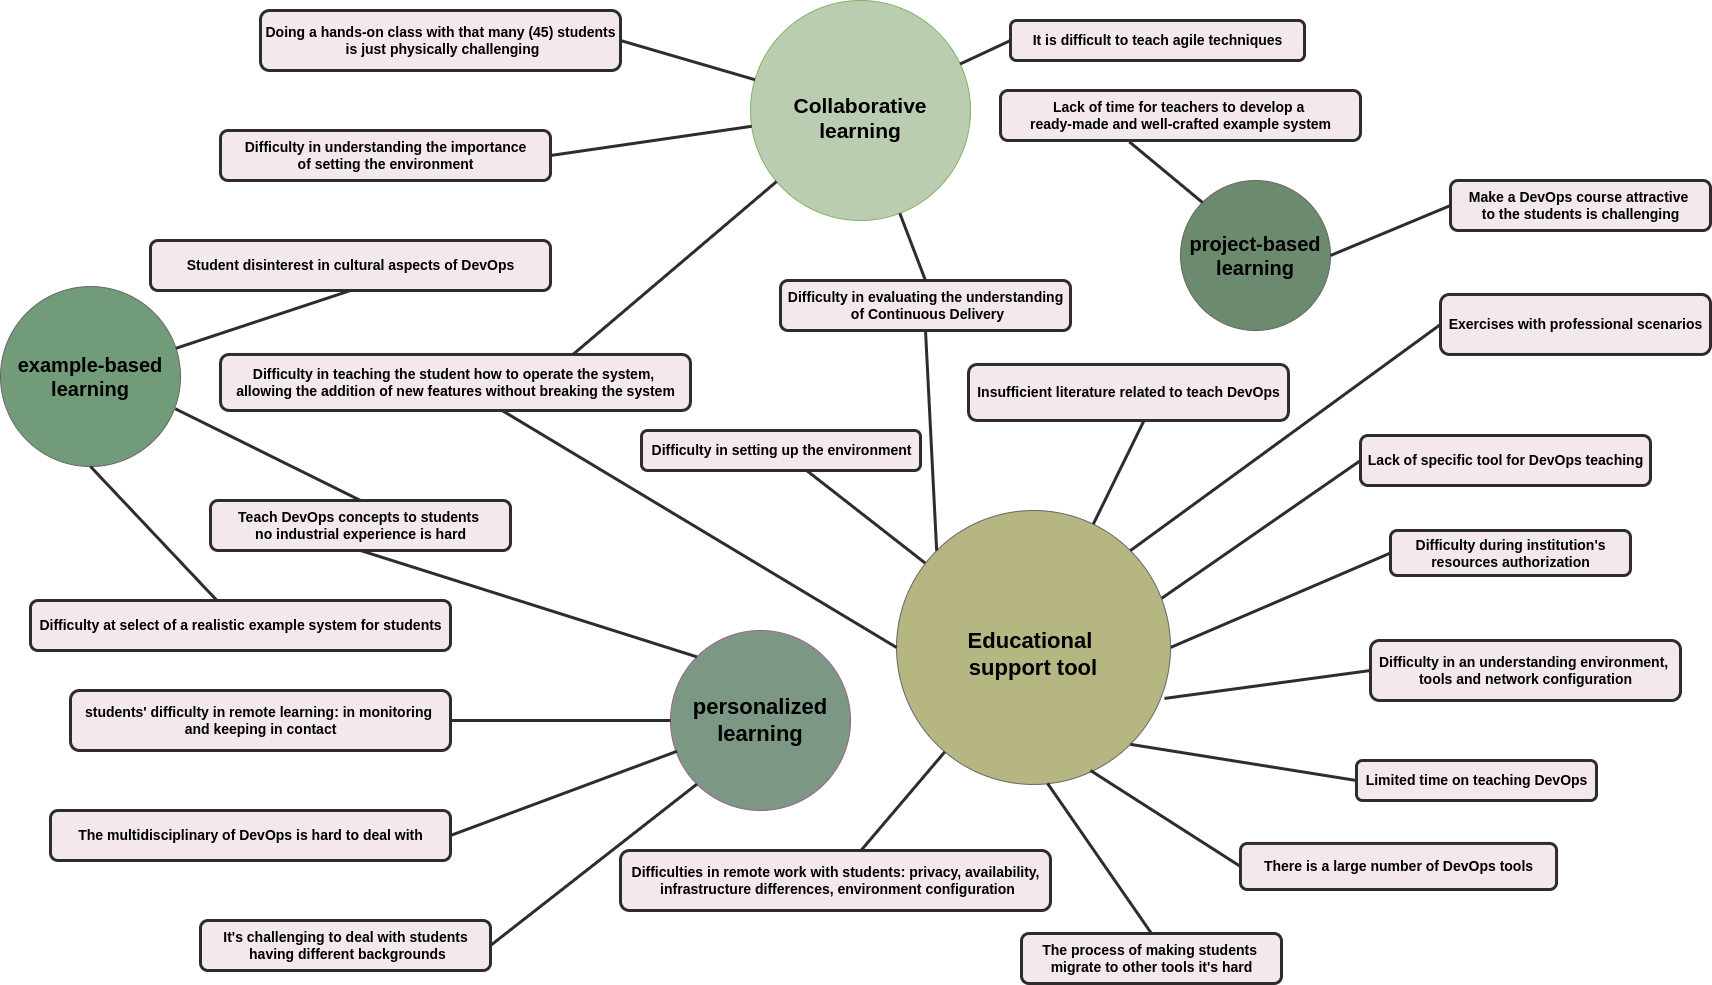 Doing a hands-on class with that many (45) students
is just physically challenging
Collaborative
learning
It is difficult to teach agile techniques
Lack of time for teachers to develop a
ready-made and well-crafted example system
Difficulty in understanding the importance
of setting the environment
project-based
learning
Make a DevOps course attractive
to the students is challenging
Student disinterest in cultural aspects of DevOps
Difficulty in evaluating the understanding
of Continuous Delivery
Exercises with professional scenarios
example-based
learning
Difficulty in teaching the student how to operate the system,
allowing the addition of new features without breaking the system
Insufficient literature related to teach DevOps
Difficulty in setting up the environment
Lack of specific tool for DevOps teaching
Teach DevOps concepts to students
no industrial experience is hard
Difficulty during institution's
resources authorization
Difficulty at select of a realistic example system for students
Educational
support tool
Difficulty in an understanding environment,
tools and network configuration
students' difficulty in remote learning: in monitoring
and keeping in contact
personalized
learning
Limited time on teaching DevOps
The multidisciplinary of DevOps is hard to deal with
Difficulties in remote work with students: privacy, availability,
infrastructure differences, environment configuration
There is a large number of DevOps tools
It's challenging to deal with students
having different backgrounds
The process of making students
migrate to other tools it's hard